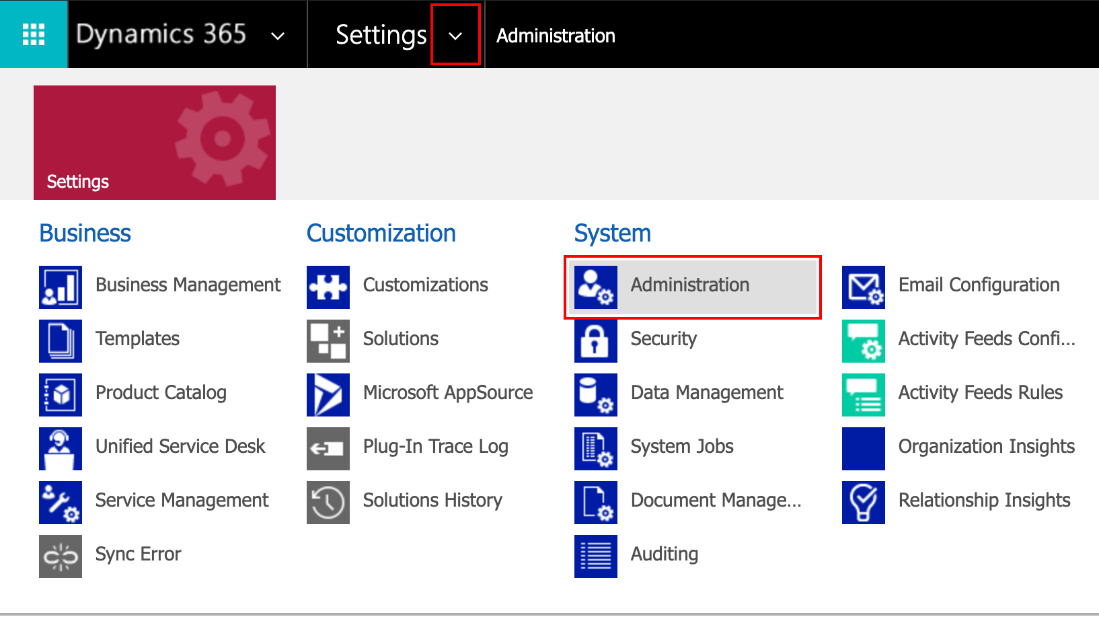 Dynamics 365 Settings Administration
Settings
Business
Business Management
Templates
Product Catalog
Unified Service Desk
Service Management
Sync Error
Customization
Customizations
Solutions
Microsoft AppSource
Plug-In Trace Log
Solutions History
System
Administration
Security
Data Management
System Jobs
Document Manage...
Auditing
Email Configuration
Activity Feeds Confi...
Activity Feeds Rules
Organization Insights
Relationship Insights